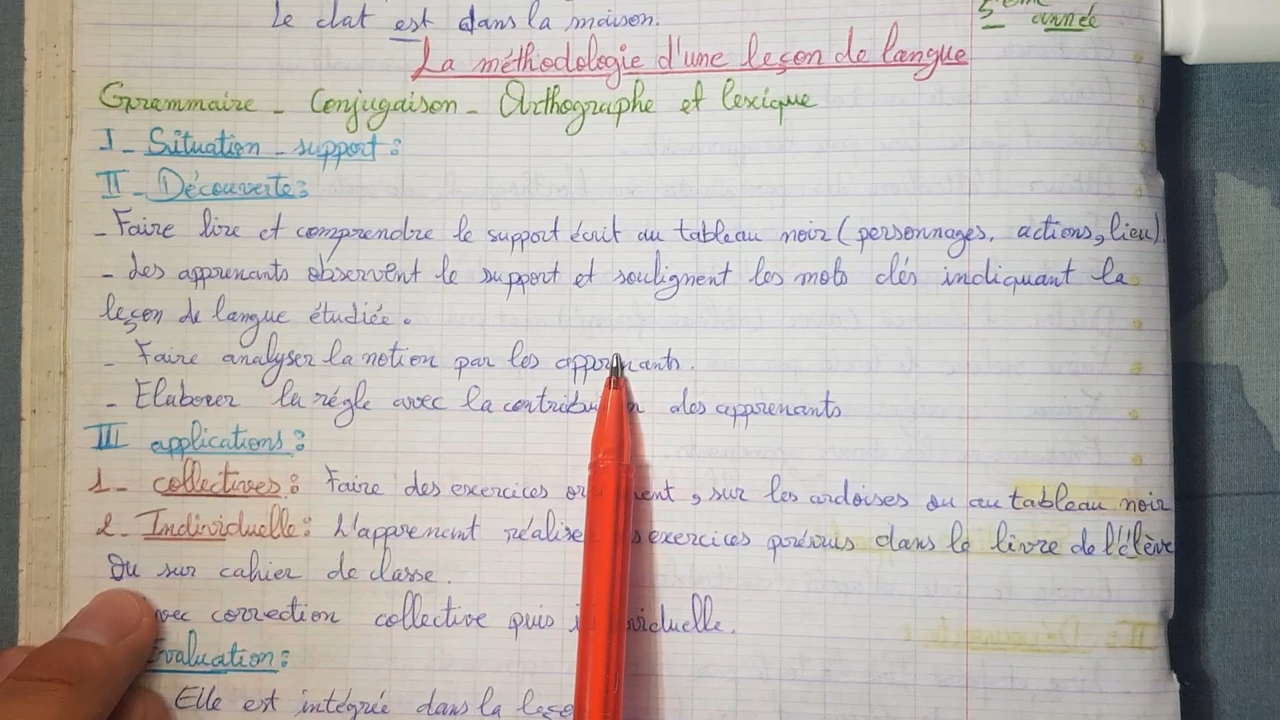 Le chat est dans la maison.
5ème année
La méthodologie d'une leçon de langue
Grammaire - Conjugaison - Orthographe et lexique
I - Situation - support :
II - Découverte :
- Faire lire et comprendre le support écrit au tableau noir (personnages, actions, lieu).
- Les apprenants observent le support et soulignent les mots clés indiquant la
leçon de langue étudiée.
- Faire analyser la notion par les apprenants.
- Elaborer la régle avec la des apprenants
III applications :
1 - collectives : Faire des exercices , sur les ardoises ou au tableau noir
2 - Individuelle : L'apprenant réalise exercices prévus dans le livre de l'élève
Ou sur cahier de classe.
correction collective puis
Evaluation :
Elle est intégrée dans la